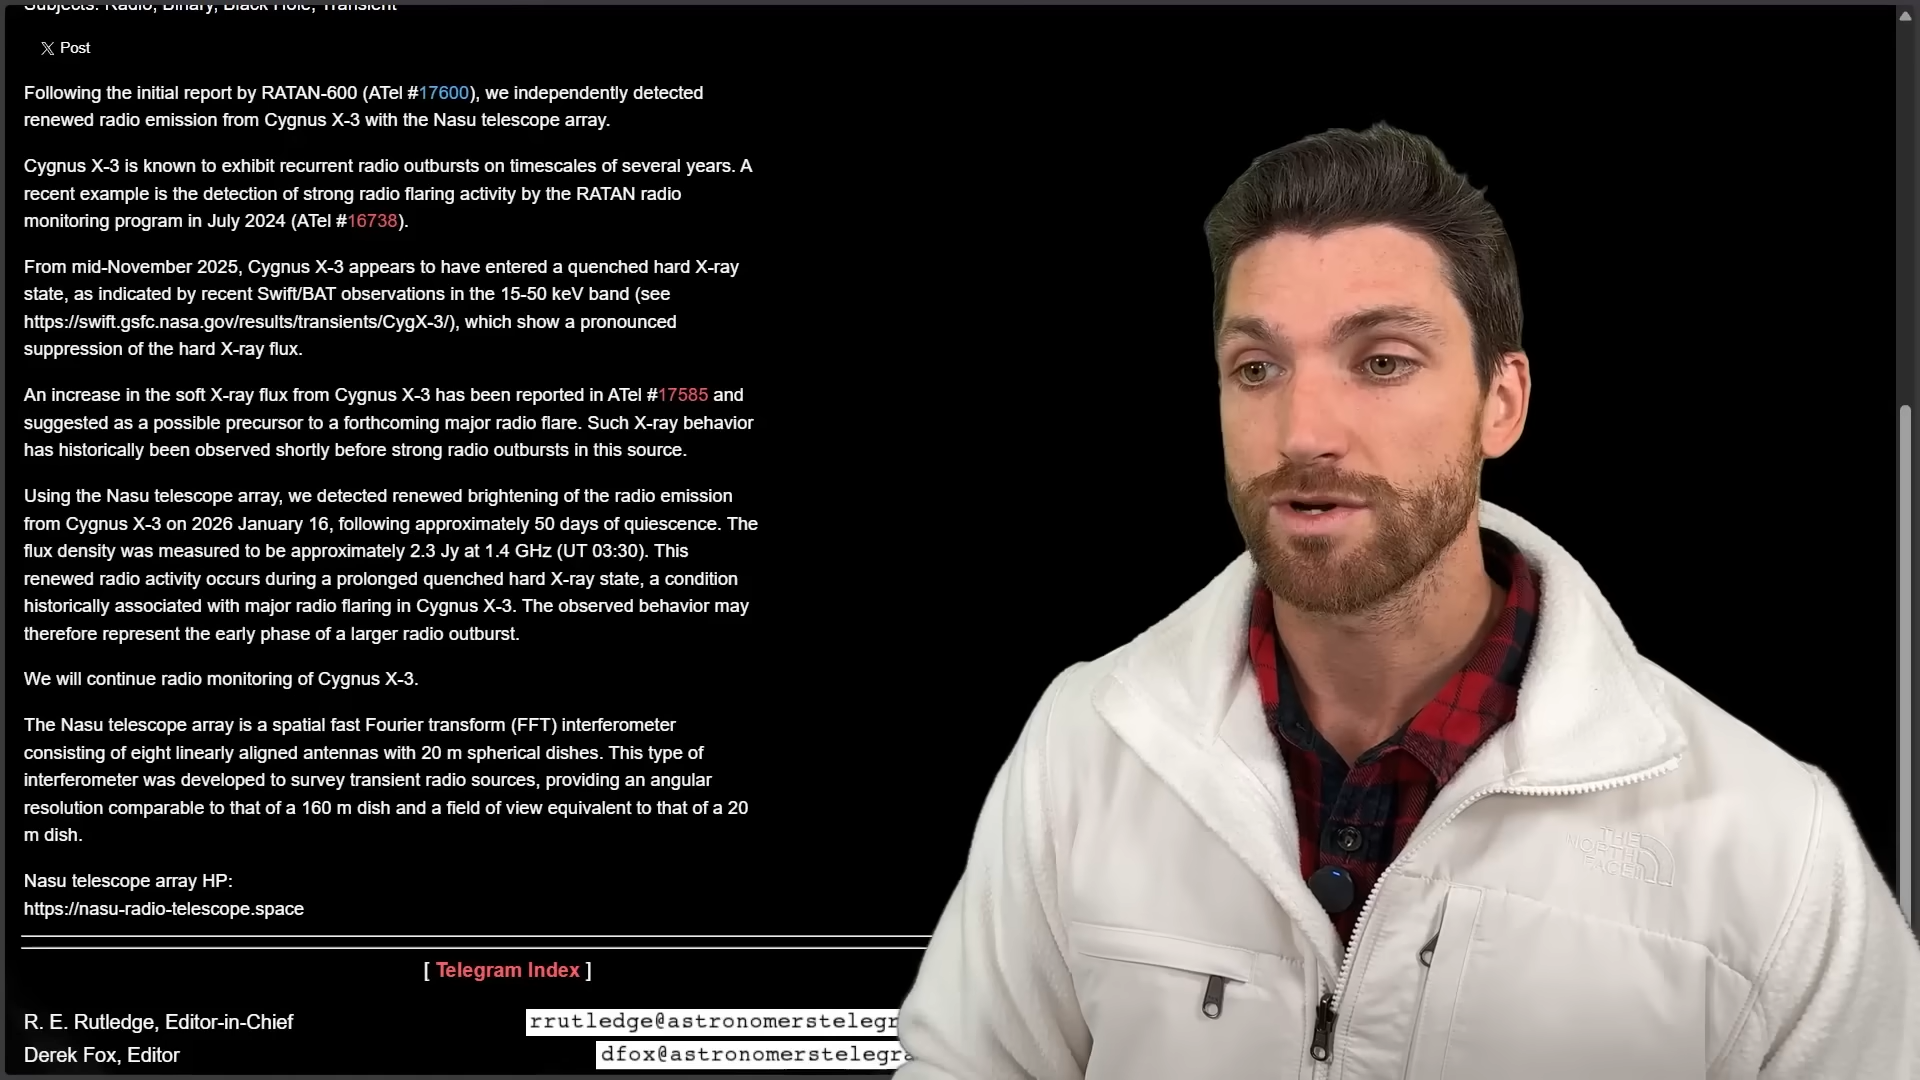 Subjects: Radio, Binary, Black Hole, Transient
Post
Following the initial report by RATAN-600 (ATel #17600), we independently detected
renewed radio emission from Cygnus X-3 with the Nasu telescope array.
Cygnus X-3 is known to exhibit recurrent radio outbursts on timescales of several years. A
recent example is the detection of strong radio flaring activity by the RATAN radio
monitoring program in July 2024 (ATel #16738).
From mid-November 2025, Cygnus X-3 appears to have entered a quenched hard X-ray
state, as indicated by recent Swift/BAT observations in the 15-50 keV band (see
https://swift.gsfc.nasa.gov/results/transients/CygX-3/), which show a pronounced
suppression of the hard X-ray flux.
An increase in the soft X-ray flux from Cygnus X-3 has been reported in ATel #17585 and
suggested as a possible precursor to a forthcoming major radio flare. Such X-ray behavior
has historically been observed shortly before strong radio outbursts in this source.
Using the Nasu telescope array, we detected renewed brightening of the radio emission
from Cygnus X-3 on 2026 January 16, following approximately 50 days of quiescence. The
flux density was measured to be approximately 2.3 Jy at 1.4 GHz (UT 03:30). This
renewed radio activity occurs during a prolonged quenched hard X-ray state, a condition
historically associated with major radio flaring in Cygnus X-3. The observed behavior may
therefore represent the early phase of a larger radio outburst.
We will continue radio monitoring of Cygnus X-3.
The Nasu telescope array is a spatial fast Fourier transform (FFT) interferometer
consisting of eight linearly aligned antennas with 20 m spherical dishes. This type of
interferometer was developed to survey transient radio sources, providing an angular
resolution comparable to that of a 160 m dish and a field of view equivalent to that of a 20
m dish.
Nasu telescope array HP:
https://nasu-radio-telescope.space
[ Telegram Index ]
R. E. Rutledge, Editor-in-Chief
rrutledge@astronomerstelegr
Derek Fox, Editor
dfox@astronomerstelegra
THE
NORTH
FACE